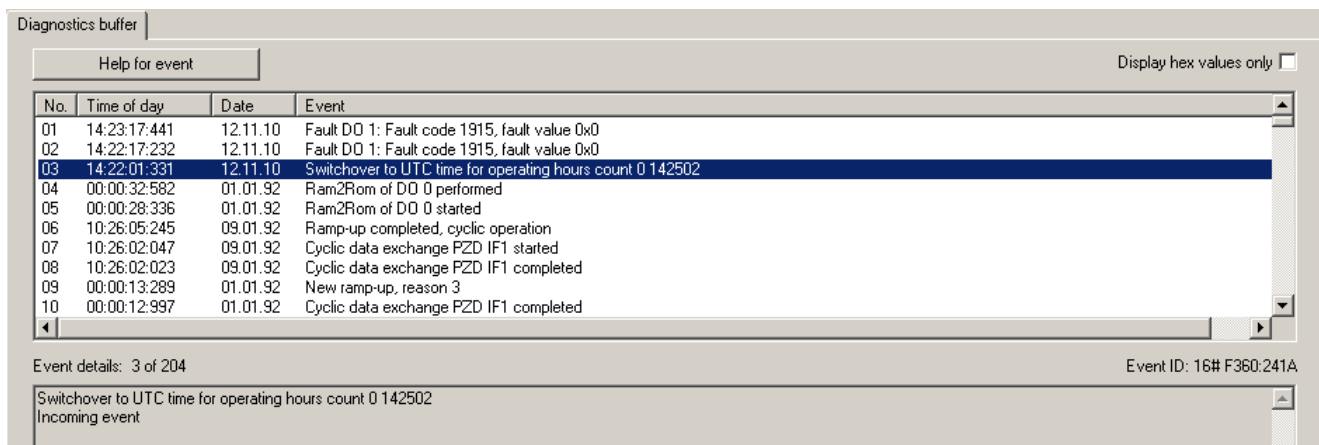 Diagnostics buffer
Help for event
Display hex values only
No. Time of day Date Event
01 14:23:17:441 12.11.10 Fault DO 1: Fault code 1915, fault value 0x0
02 14:22:17:232 12.11.10 Fault DO 1: Fault code 1915, fault value 0x0
03 14:22:01:331 12.11.10 Switchover to UTC time for operating hours count 0 142502
04 00:00:32:582 01.01.92 Ram2Rom of DO 0 performed
05 00:00:28:336 01.01.92 Ram2Rom of DO 0 started
06 10:26:05:245 09.01.92 Ramp-up completed, cyclic operation
07 10:26:02:047 09.01.92 Cyclic data exchange PZD IF1 started
08 10:26:02:023 09.01.92 Cyclic data exchange PZD IF1 completed
09 00:00:13:289 01.01.92 New ramp-up, reason 3
10 00:00:12:997 01.01.92 Cyclic data exchange PZD IF1 completed
Event details: 3 of 204 Event ID: 16# F360:241A
Switchover to UTC time for operating hours count 0 142502
Incoming event